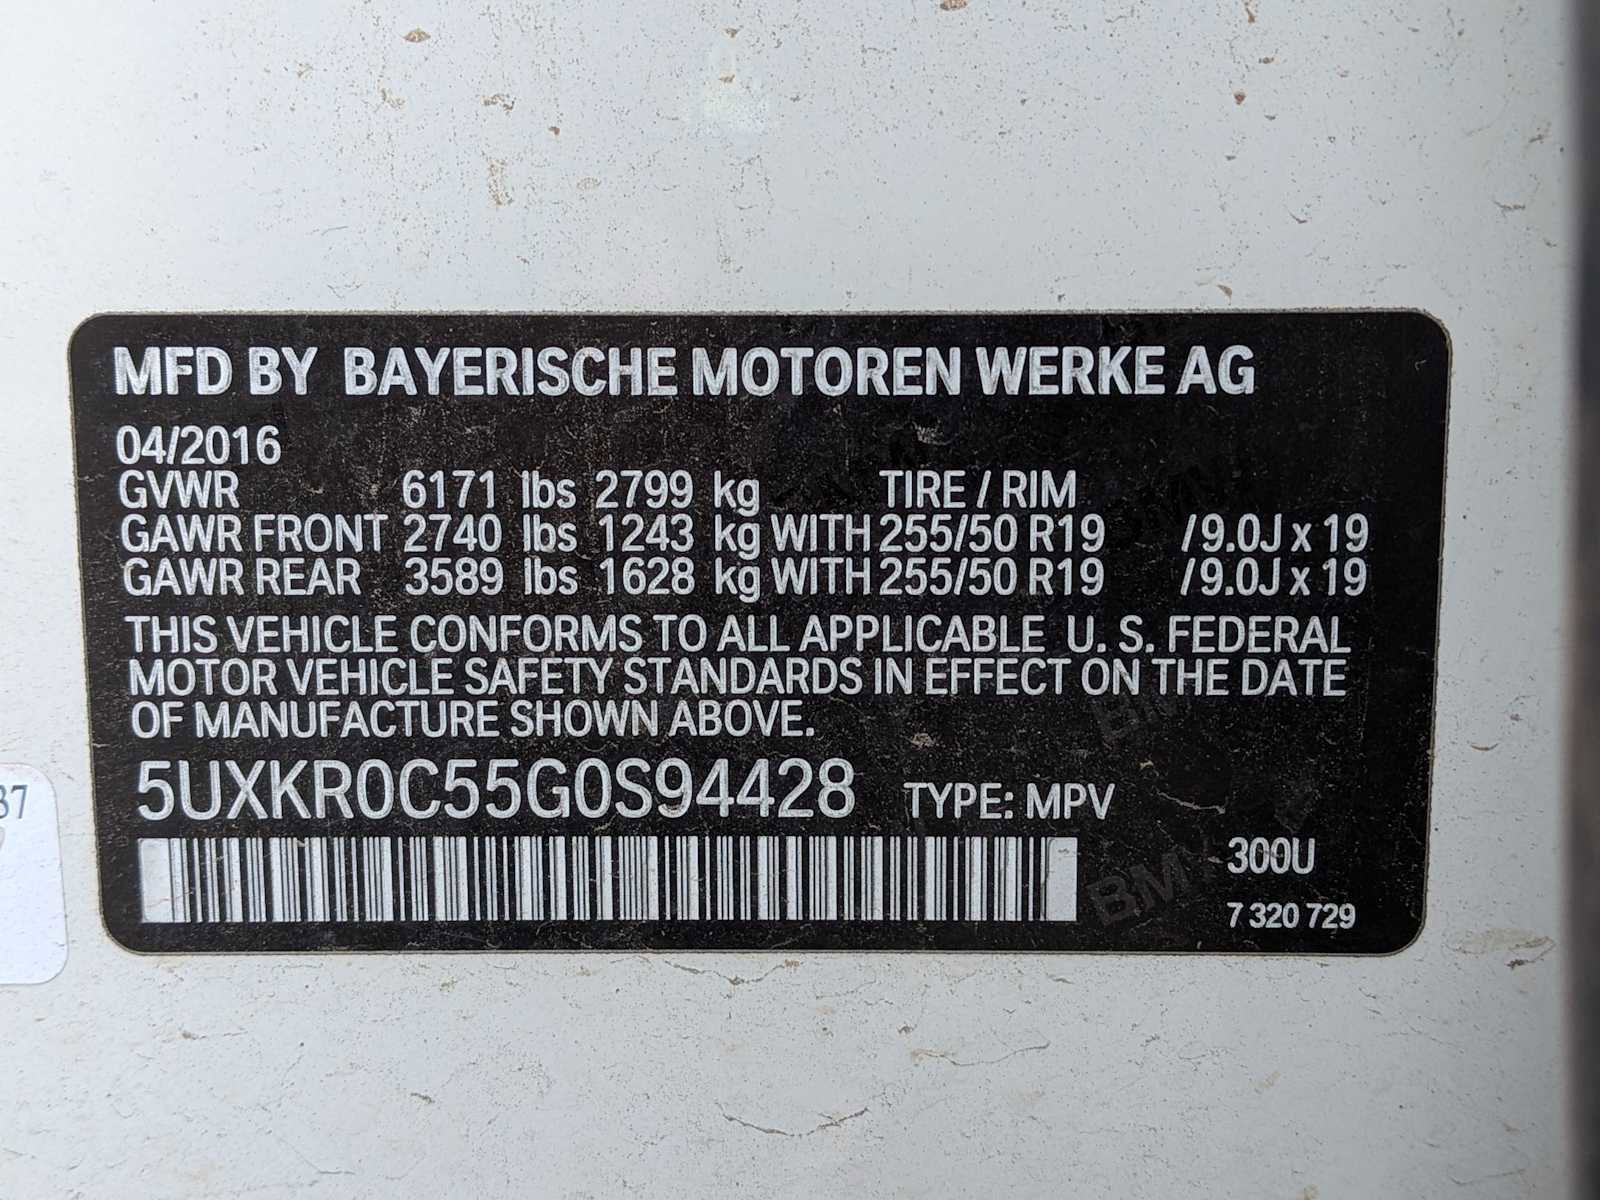 MFD BY BAYERISCHE MOTOREN WERKE AG
04/2016
GVWR 6171 lbs 2799 kg TIRE / RIM
GAWR FRONT 2740 lbs 1243 kg WITH 255/50 R19 /9.0J x 19
GAWR REAR 3589 lbs 1628 kg WITH 255/50 R19 /9.0J x 19
THIS VEHICLE CONFORMS TO ALL APPLICABLE U. S. FEDERAL
MOTOR VEHICLE SAFETY STANDARDS IN EFFECT ON THE DATE
OF MANUFACTURE SHOWN ABOVE.
5UXKR0C55G0S94428 TYPE: MPV
300U
7 320 729
37